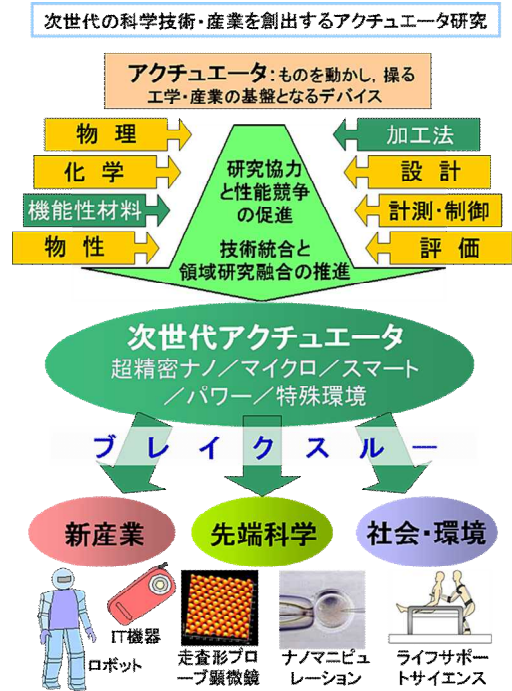 次世代の科学技術・産業を創出するアクチュエータ研究
アクチュエータ：ものを動かし，操る
工学・産業の基盤となるデバイス
物 理
化 学
機能性材料
物 性
加工法
設 計
計測・制御
評 価
研究協力
と性能競争
の促進
技術統合と
領域研究融合の推進
次世代アクチュエータ
超精密ナノ／マイクロ／スマート
／パワー／特殊環境
ブ レ イ ク ス ル ―
新産業
先端科学
社会・環境
IT機器
ロボット
走査形プロ
ーブ顕微鏡
ナノマニピュ
レーション
ライフサポー
トサイエンス